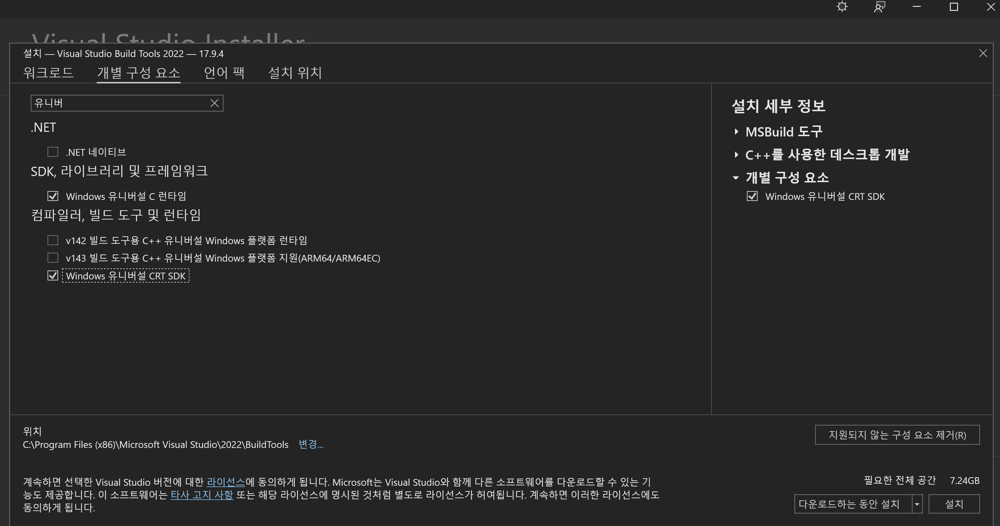 Visual Studio Installer
설치 — Visual Studio Build Tools 2022 — 17.9.4
워크로드 개별 구성 요소 언어 팩 설치 위치
유니버
.NET
.NET 네이티브
SDK, 라이브러리 및 프레임워크
Windows 유니버설 C 런타임
컴파일러, 빌드 도구 및 런타임
v142 빌드 도구용 C++ 유니버설 Windows 플랫폼 런타임
v143 빌드 도구용 C++ 유니버설 Windows 플랫폼 지원(ARM64/ARM64EC)
Windows 유니버설 CRT SDK
설치 세부 정보
MSBuild 도구
C++를 사용한 데스크톱 개발
개별 구성 요소
Windows 유니버설 CRT SDK
위치
C:\Program Files (x86)\Microsoft Visual Studio\2022\BuildTools 변경...
지원되지 않는 구성 요소 제거(R)
계속하면 선택한 Visual Studio 버전에 대한 라이선스에 동의하게 됩니다. Microsoft는 Visual Studio와 함께 다른 소프트웨어를 다운로드할 수 있는 기
능도 제공합니다. 이 소프트웨어는 타사 고지 사항 또는 해당 라이선스에 명시된 것처럼 별도로 라이선스가 허여됩니다. 계속하면 이러한 라이선스에도
동의하게 됩니다.
필요한 전체 공간 7.24GB
다운로드하는 동안 설치 설치